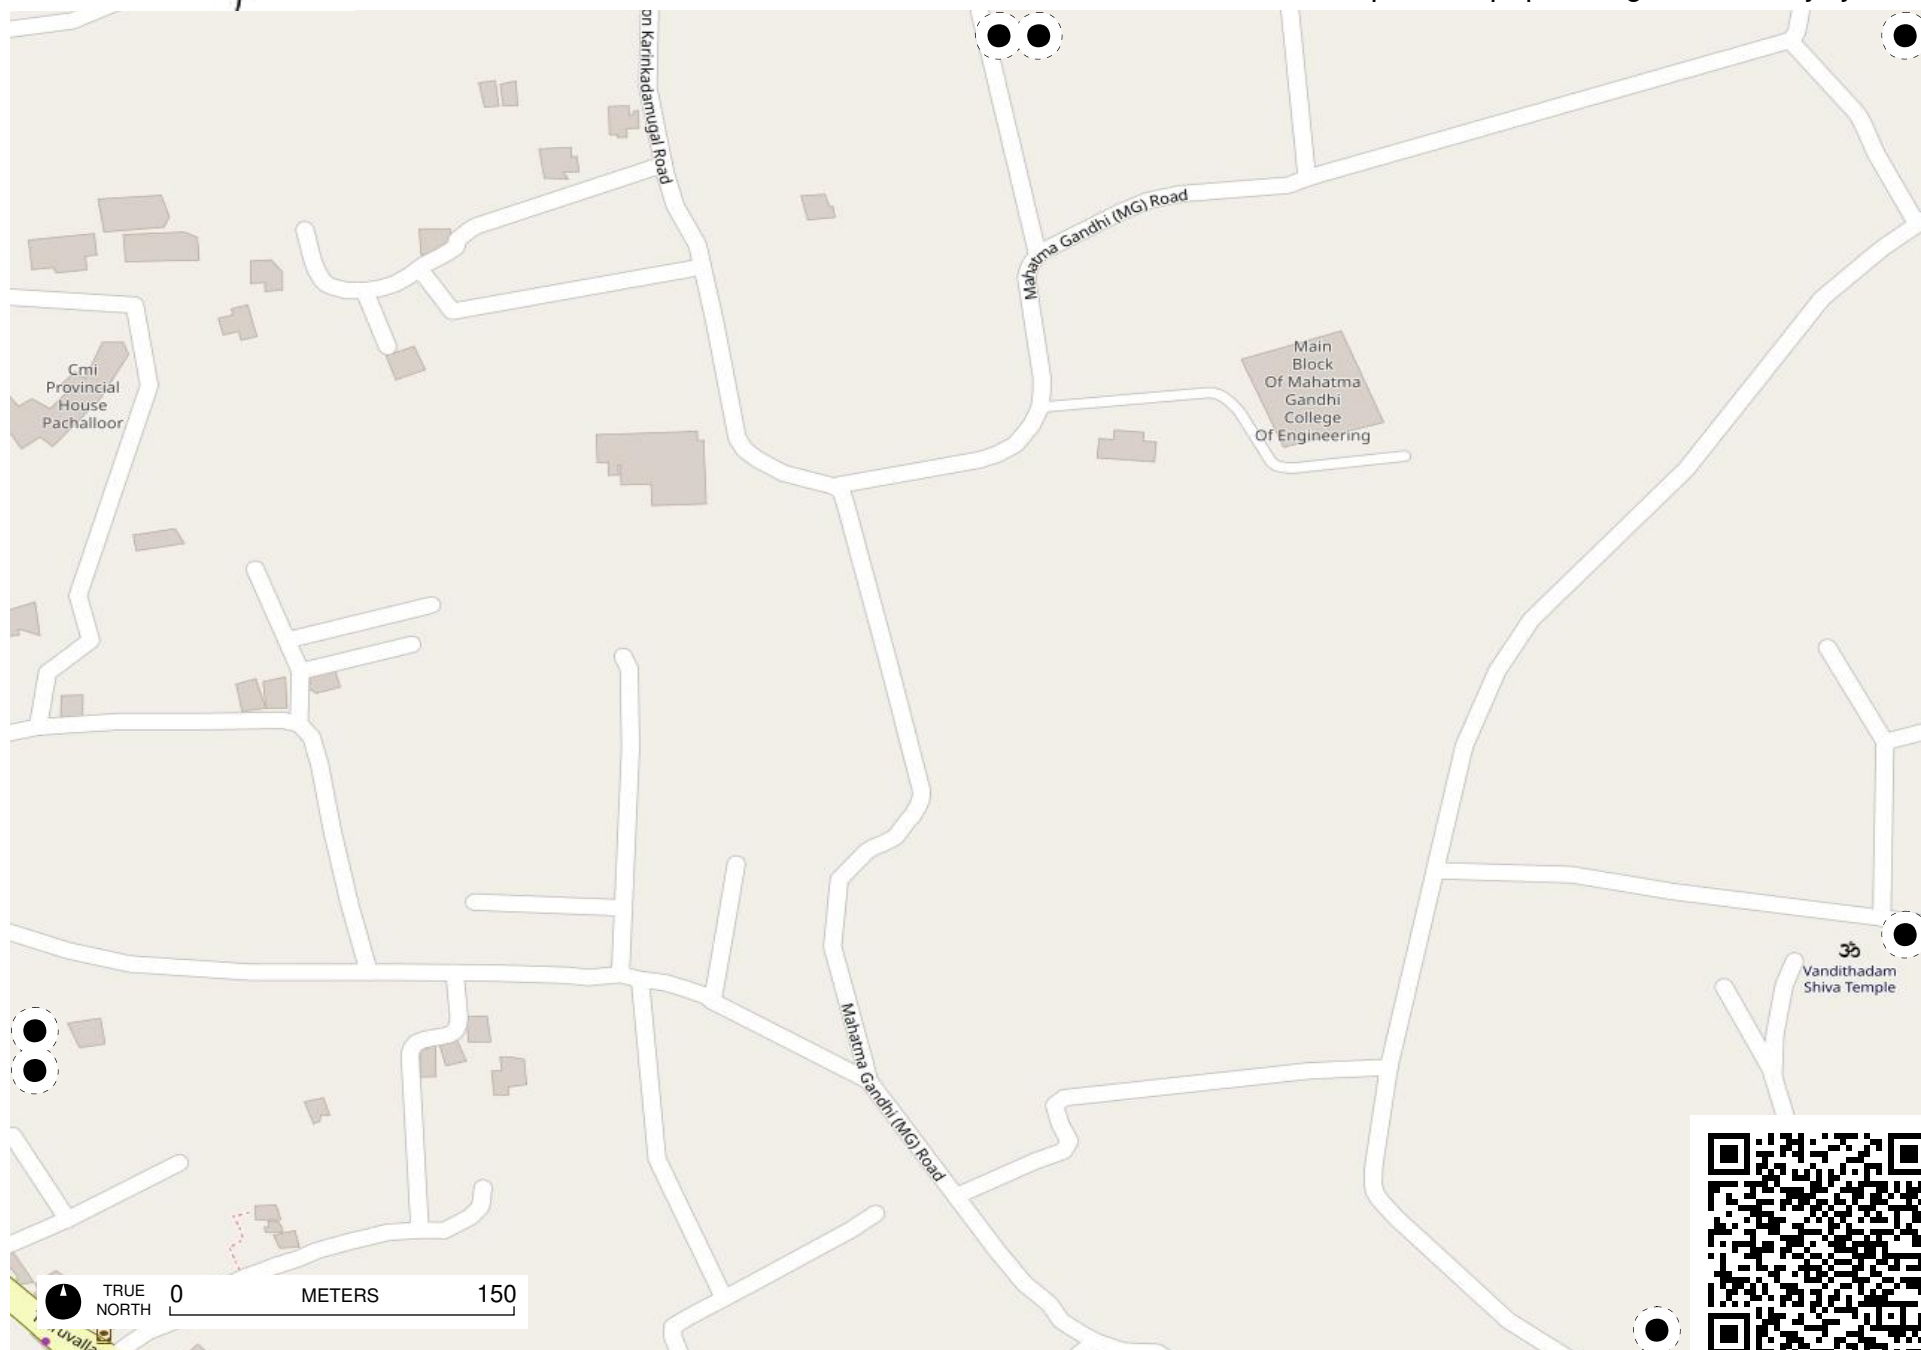 Karinkadamugal Road
Mahatma Gandhi (MG) Road
Main
Block
Of Mahatma
Gandhi
College
Of Engineering
Cmi
Provincial
House
Pachalloor
ॐ
Vandithadam
Shiva Temple
Mahatma Gandhi (MG) Road
TRUE
NORTH
0 METERS 150